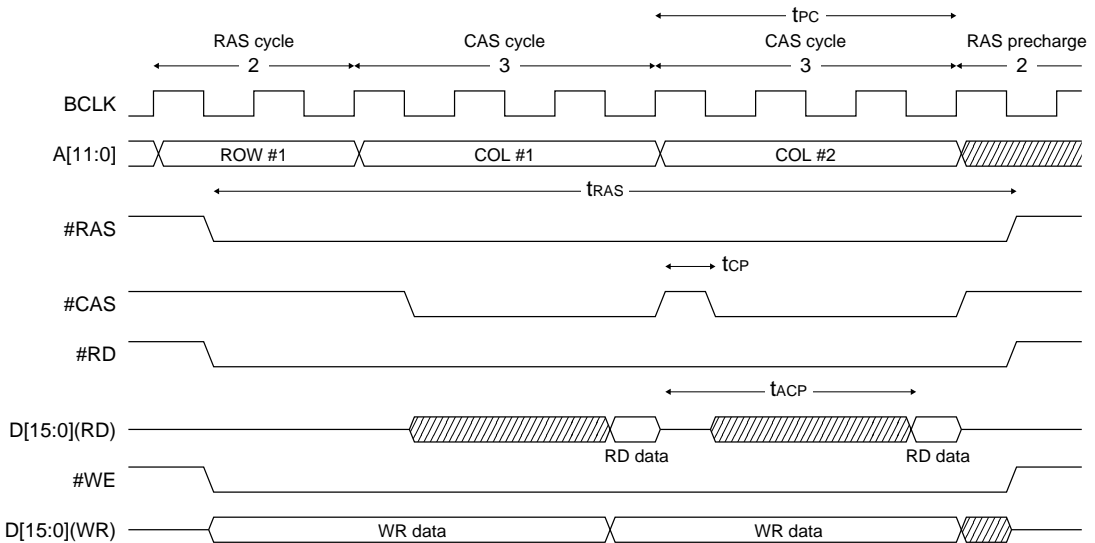 tPC
RAS cycle CAS cycle CAS cycle RAS precharge
2 3 3 2
BCLK
A[11:0] ROW #1 COL #1 COL #2
tRAS
#RAS
tCP
#CAS
#RD
tACP
D[15:0](RD)
RD data RD data
#WE
D[15:0](WR) WR data WR data